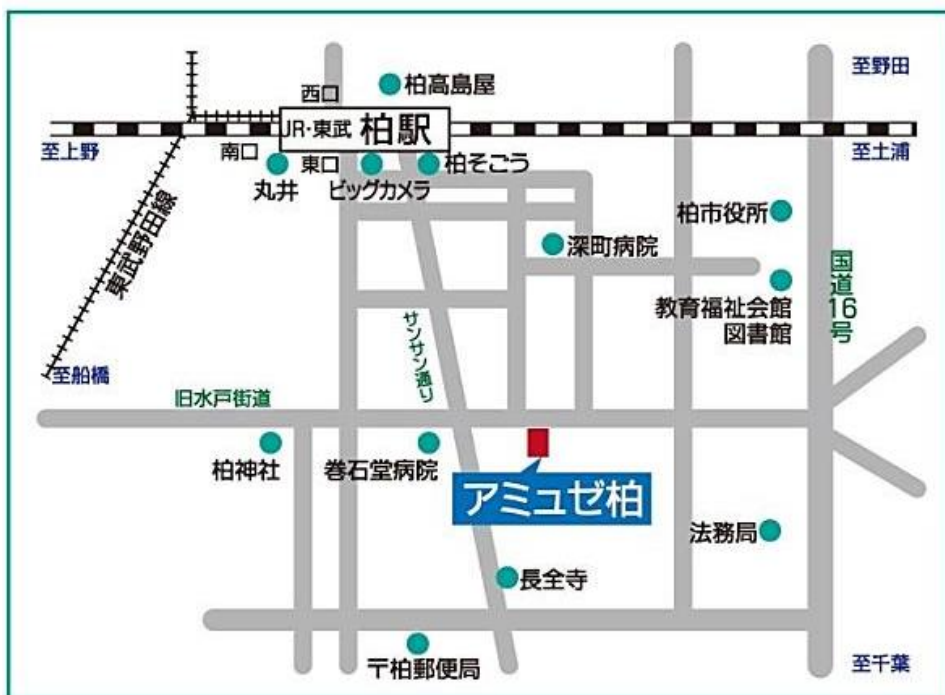 至野田
西口
柏高島屋
JR・東武 柏駅
至上野
南口
東口
至土浦
丸井
ビッグカメラ
柏そごう
柏市役所
深町病院
東武野田線
国道16号
教育福祉会館
図書館
サンサン通り
至船橋
旧水戸街道
柏神社
巻石堂病院
アミュゼ柏
法務局
長全寺
〒柏郵便局
至千葉